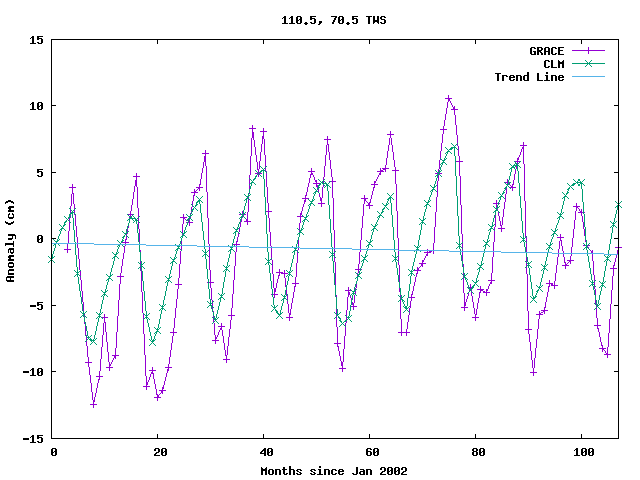 110.5, 70.5 TWS
15
GRACE
CLM
Trend Line
10
5
0
-5
-10
-15
Anomaly (cm)
0 20 40 60 80 100
Months since Jan 2002